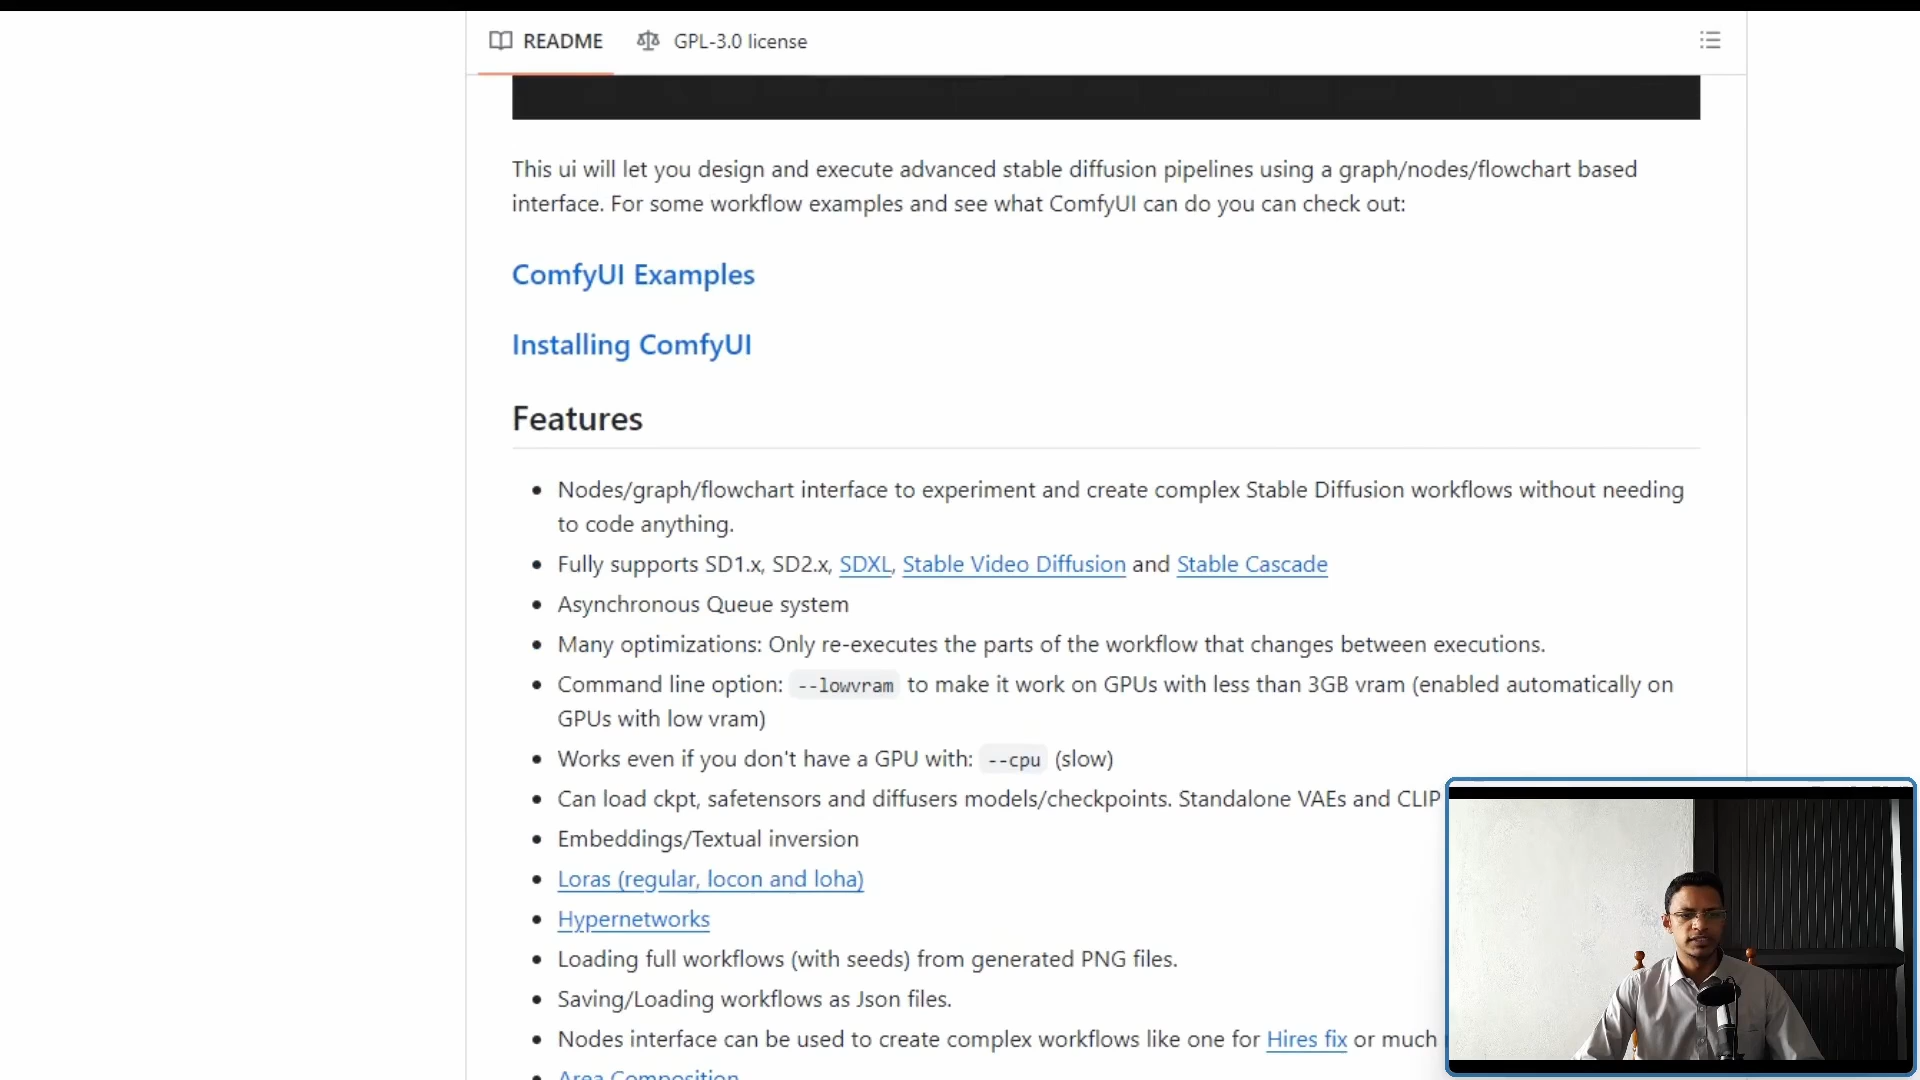 README GPL-3.0 license
This ui will let you design and execute advanced stable diffusion pipelines using a graph/nodes/flowchart based
interface. For some workflow examples and see what ComfyUI can do you can check out:
ComfyUI Examples
Installing ComfyUI
Features
Nodes/graph/flowchart interface to experiment and create complex Stable Diffusion workflows without needing
to code anything.
Fully supports SD1.x, SD2.x, SDXL, Stable Video Diffusion and Stable Cascade
Asynchronous Queue system
Many optimizations: Only re-executes the parts of the workflow that changes between executions.
Command line option: --lowvram to make it work on GPUs with less than 3GB vram (enabled automatically on
GPUs with low vram)
Works even if you don't have a GPU with: --cpu (slow)
Can load ckpt, safetensors and diffusers models/checkpoints. Standalone VAEs and CLIP
Embeddings/Textual inversion
Loras (regular, locon and loha)
Hypernetworks
Loading full workflows (with seeds) from generated PNG files.
Saving/Loading workflows as Json files.
Nodes interface can be used to create complex workflows like one for Hires fix or much
Area Composition